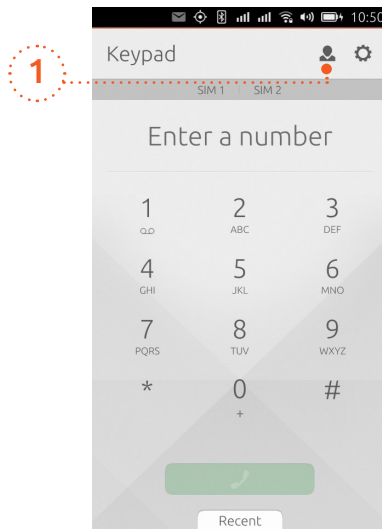 10:50
1
Keypad
SIM 1 SIM 2
Enter a number
1 2 3
ABC DEF
4 5 6
GHI JKL MNO
7 8 9
PQRS TUV WXYZ
* 0 #
+
Recent